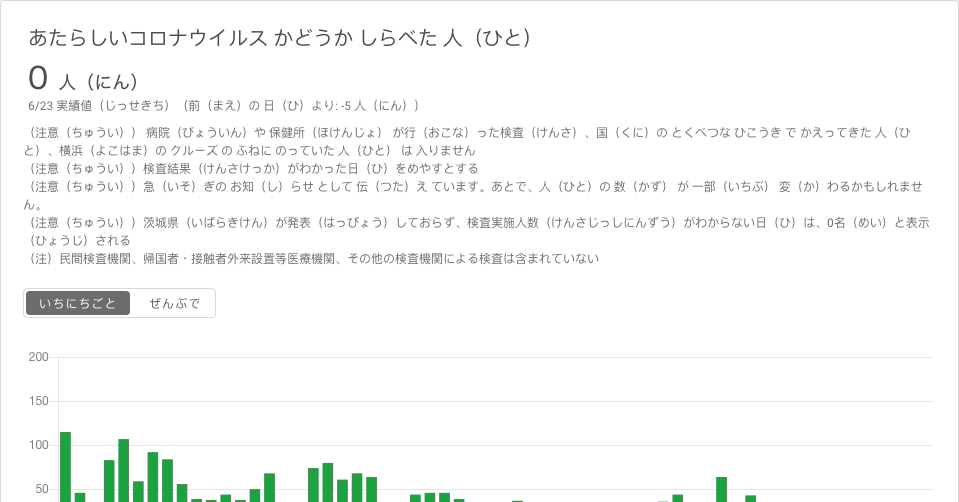 あたらしいコロナウイルス かどうか しらべた 人（ひと）
0 人（にん）
6/23 実績値（じっせきち）（前（まえ）の 日（ひ）より: -5 人（にん））
（注意（ちゅうい）） 病院（びょういん）や 保健所（ほけんじょ） が行（おこな）った検査（けんさ）、国（くに）の とくべつな ひこうき で かえってきた 人（ひ
と）、横浜（よこはま）の クルーズ の ふねに のっていた 人（ひと） は 入りません
（注意（ちゅうい））検査結果（けんさけっか）がわかった日（ひ）をめやすとする
（注意（ちゅうい））急（いそ）ぎの お知（し）らせ として 伝（つた）え ています。あとで、人（ひと）の 数（かず） が 一部（いちぶ） 変（か）わるかもしれませ
ん。
（注意（ちゅうい））茨城県（いばらきけん）が発表（はっぴょう）しておらず、検査実施人数（けんさじっしにんずう）がわからない日（ひ）は、0名（めい）と表示
（ひょうじ）される
（注）民間検査機関、帰国者・接触者外来設置等医療機関、その他の検査機関による検査は含まれていない
いちにちごと ぜんぶで
200
150
100
50